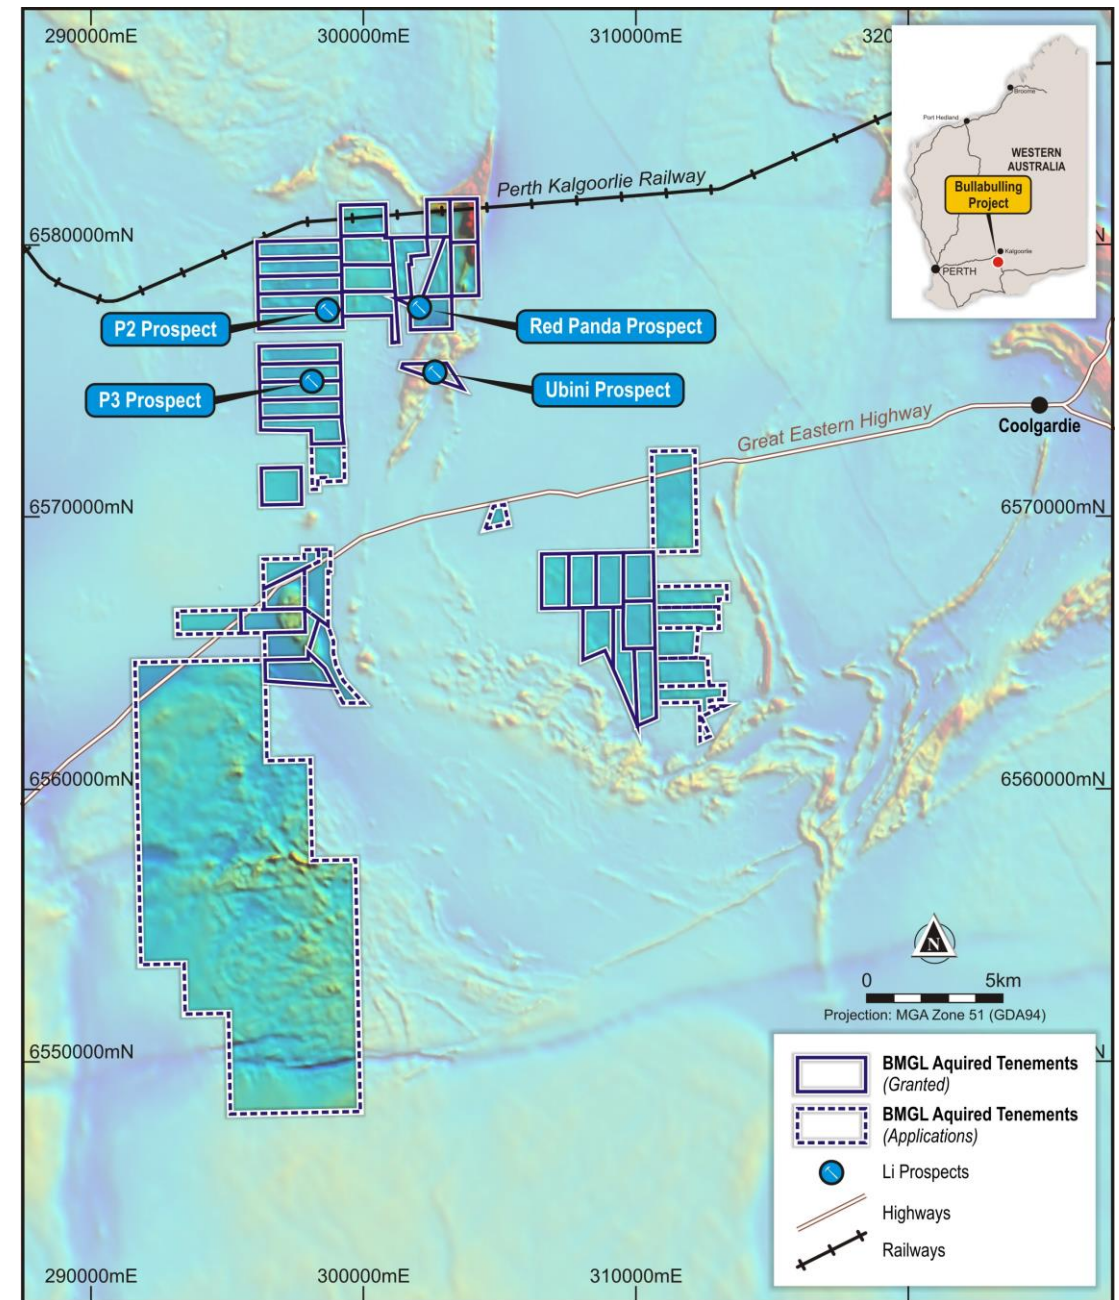 290000mE
300000mE
310000mE
320
Broome
Port Hedland
WESTERN
AUSTRALIA
Bullabulling
Project
Kalgoorlie
PERTH
Perth Kalgoorlie Railway
6580000mN
N
P2 Prospect
Red Panda Prospect
P3 Prospect
Ubini Prospect
Great Eastern Highway
Coolgardie
6570000mN
6570000mN
6560000mN
6560000mN
N
0 5km
Projection: MGA Zone 51 (GDA94)
6550000mN
N
BMGL Aquired Tenements
(Granted)
BMGL Aquired Tenements
(Applications)
Li Prospects
Highways
Railways
290000mE
300000mE
310000mE